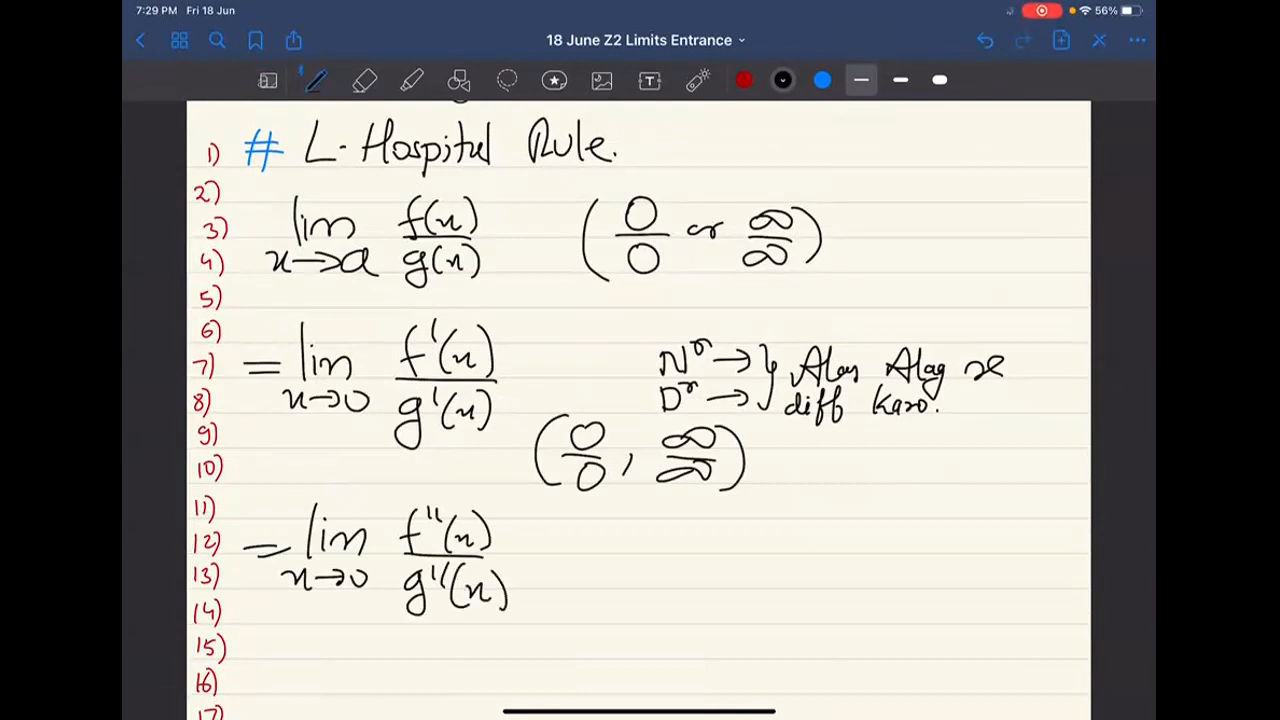 7:29 PM Fri 18 Jun 56%
18 June Z2 Limits Entrance
1) # L-Hospital Rule.
2)
3) lim f(x) ( 0 or ∞ )
4) x→a g(x) 0 ∞
5)
6)
7) = lim f'(x) Nr → } Alag Alag se
8) x→0 g'(x) Dr → } diff karo.
9) ( 0 , ∞ )
10) 0 ∞
11)
12) = lim f''(x)
13) x→0 g''(x)
14)
15)
16)
17)